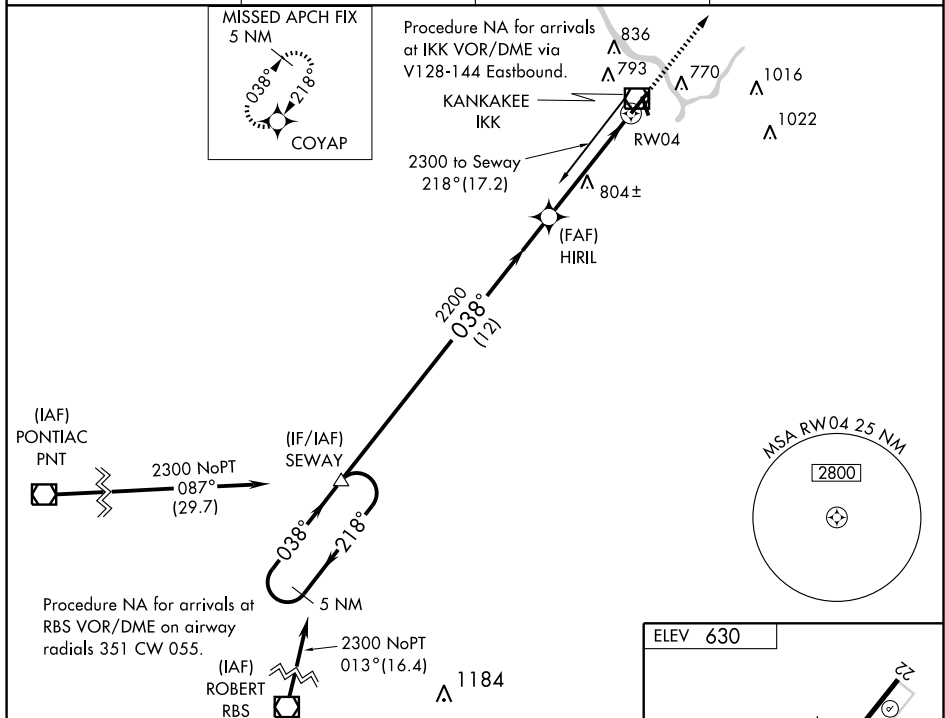 MISSED APCH FIX
5 NM
038°
218°
COYAP
Procedure NA for arrivals
at IKK VOR/DME via
V128-144 Eastbound.
836
793
770
1016
1022
KANKAKEE
IKK
RW04
2300 to Seway
218°(17.2)
804±
(FAF)
HIRIL
2200
038°
(12)
(IAF)
PONTIAC
PNT
2300 NoPT
087°
(29.7)
(IF/IAF)
SEWAY
038°
218°
5 NM
MSA RW04 25 NM
2800
Procedure NA for arrivals at
RBS VOR/DME on airway
radials 351 CW 055.
2300 NoPT
013°(16.4)
(IAF)
ROBERT
RBS
1184
ELEV 630
22
P